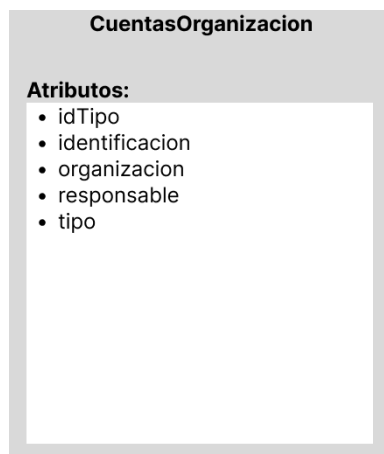 CuentasOrganizacion
Atributos:
• idTipo
• identificacion
• organizacion
• responsable
• tipo